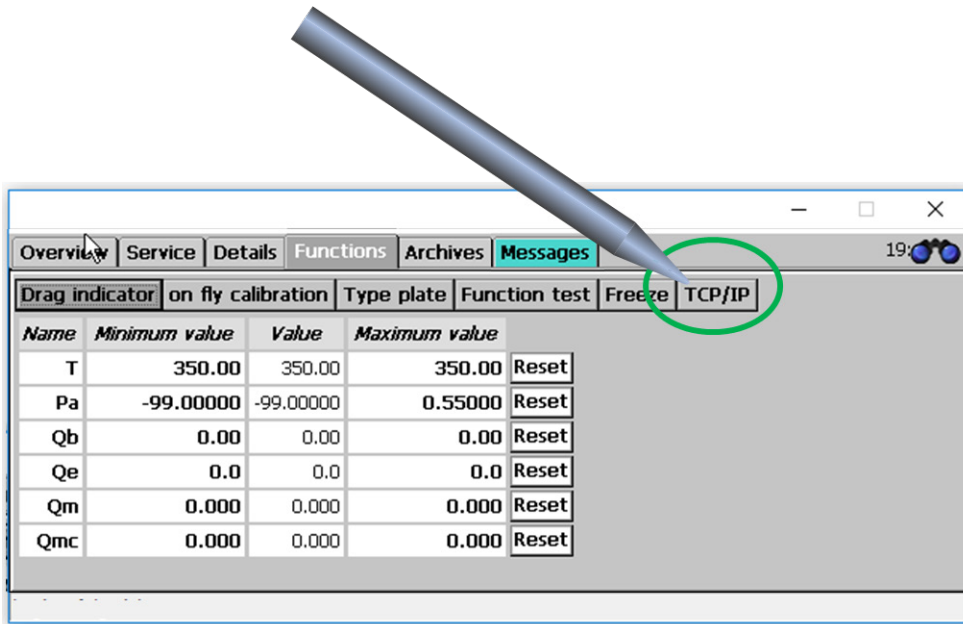 Overview Service Details Functions Archives Messages 19:
Drag indicator on fly calibration Type plate Function test Freeze TCP/IP
Name Minimum value Value Maximum value
T 350.00 350.00 350.00 Reset
Pa -99.00000 -99.00000 0.55000 Reset
Qb 0.00 0.00 0.00 Reset
Qe 0.0 0.0 0.0 Reset
Qm 0.000 0.000 0.000 Reset
Qmc 0.000 0.000 0.000 Reset